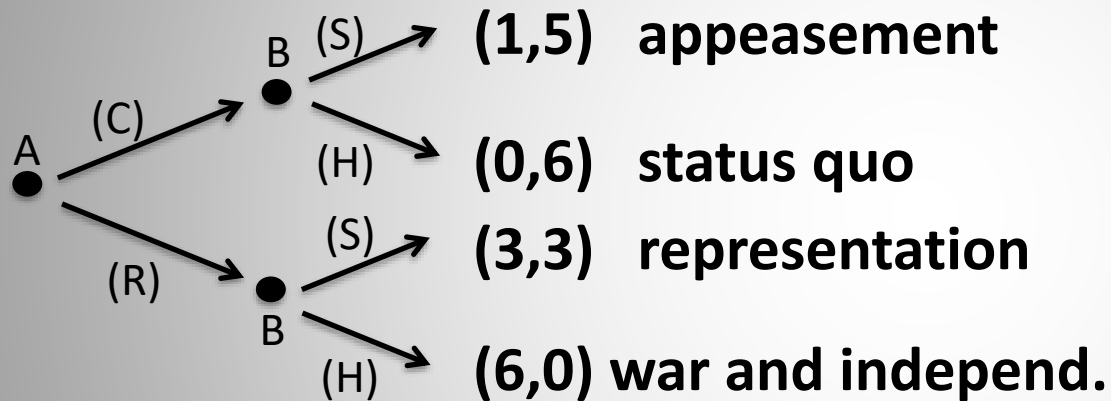 B (S) (1,5) appeasement
(C)
A (H) (0,6) status quo
(S) (3,3) representation
(R)
B
(H) (6,0) war and independ.